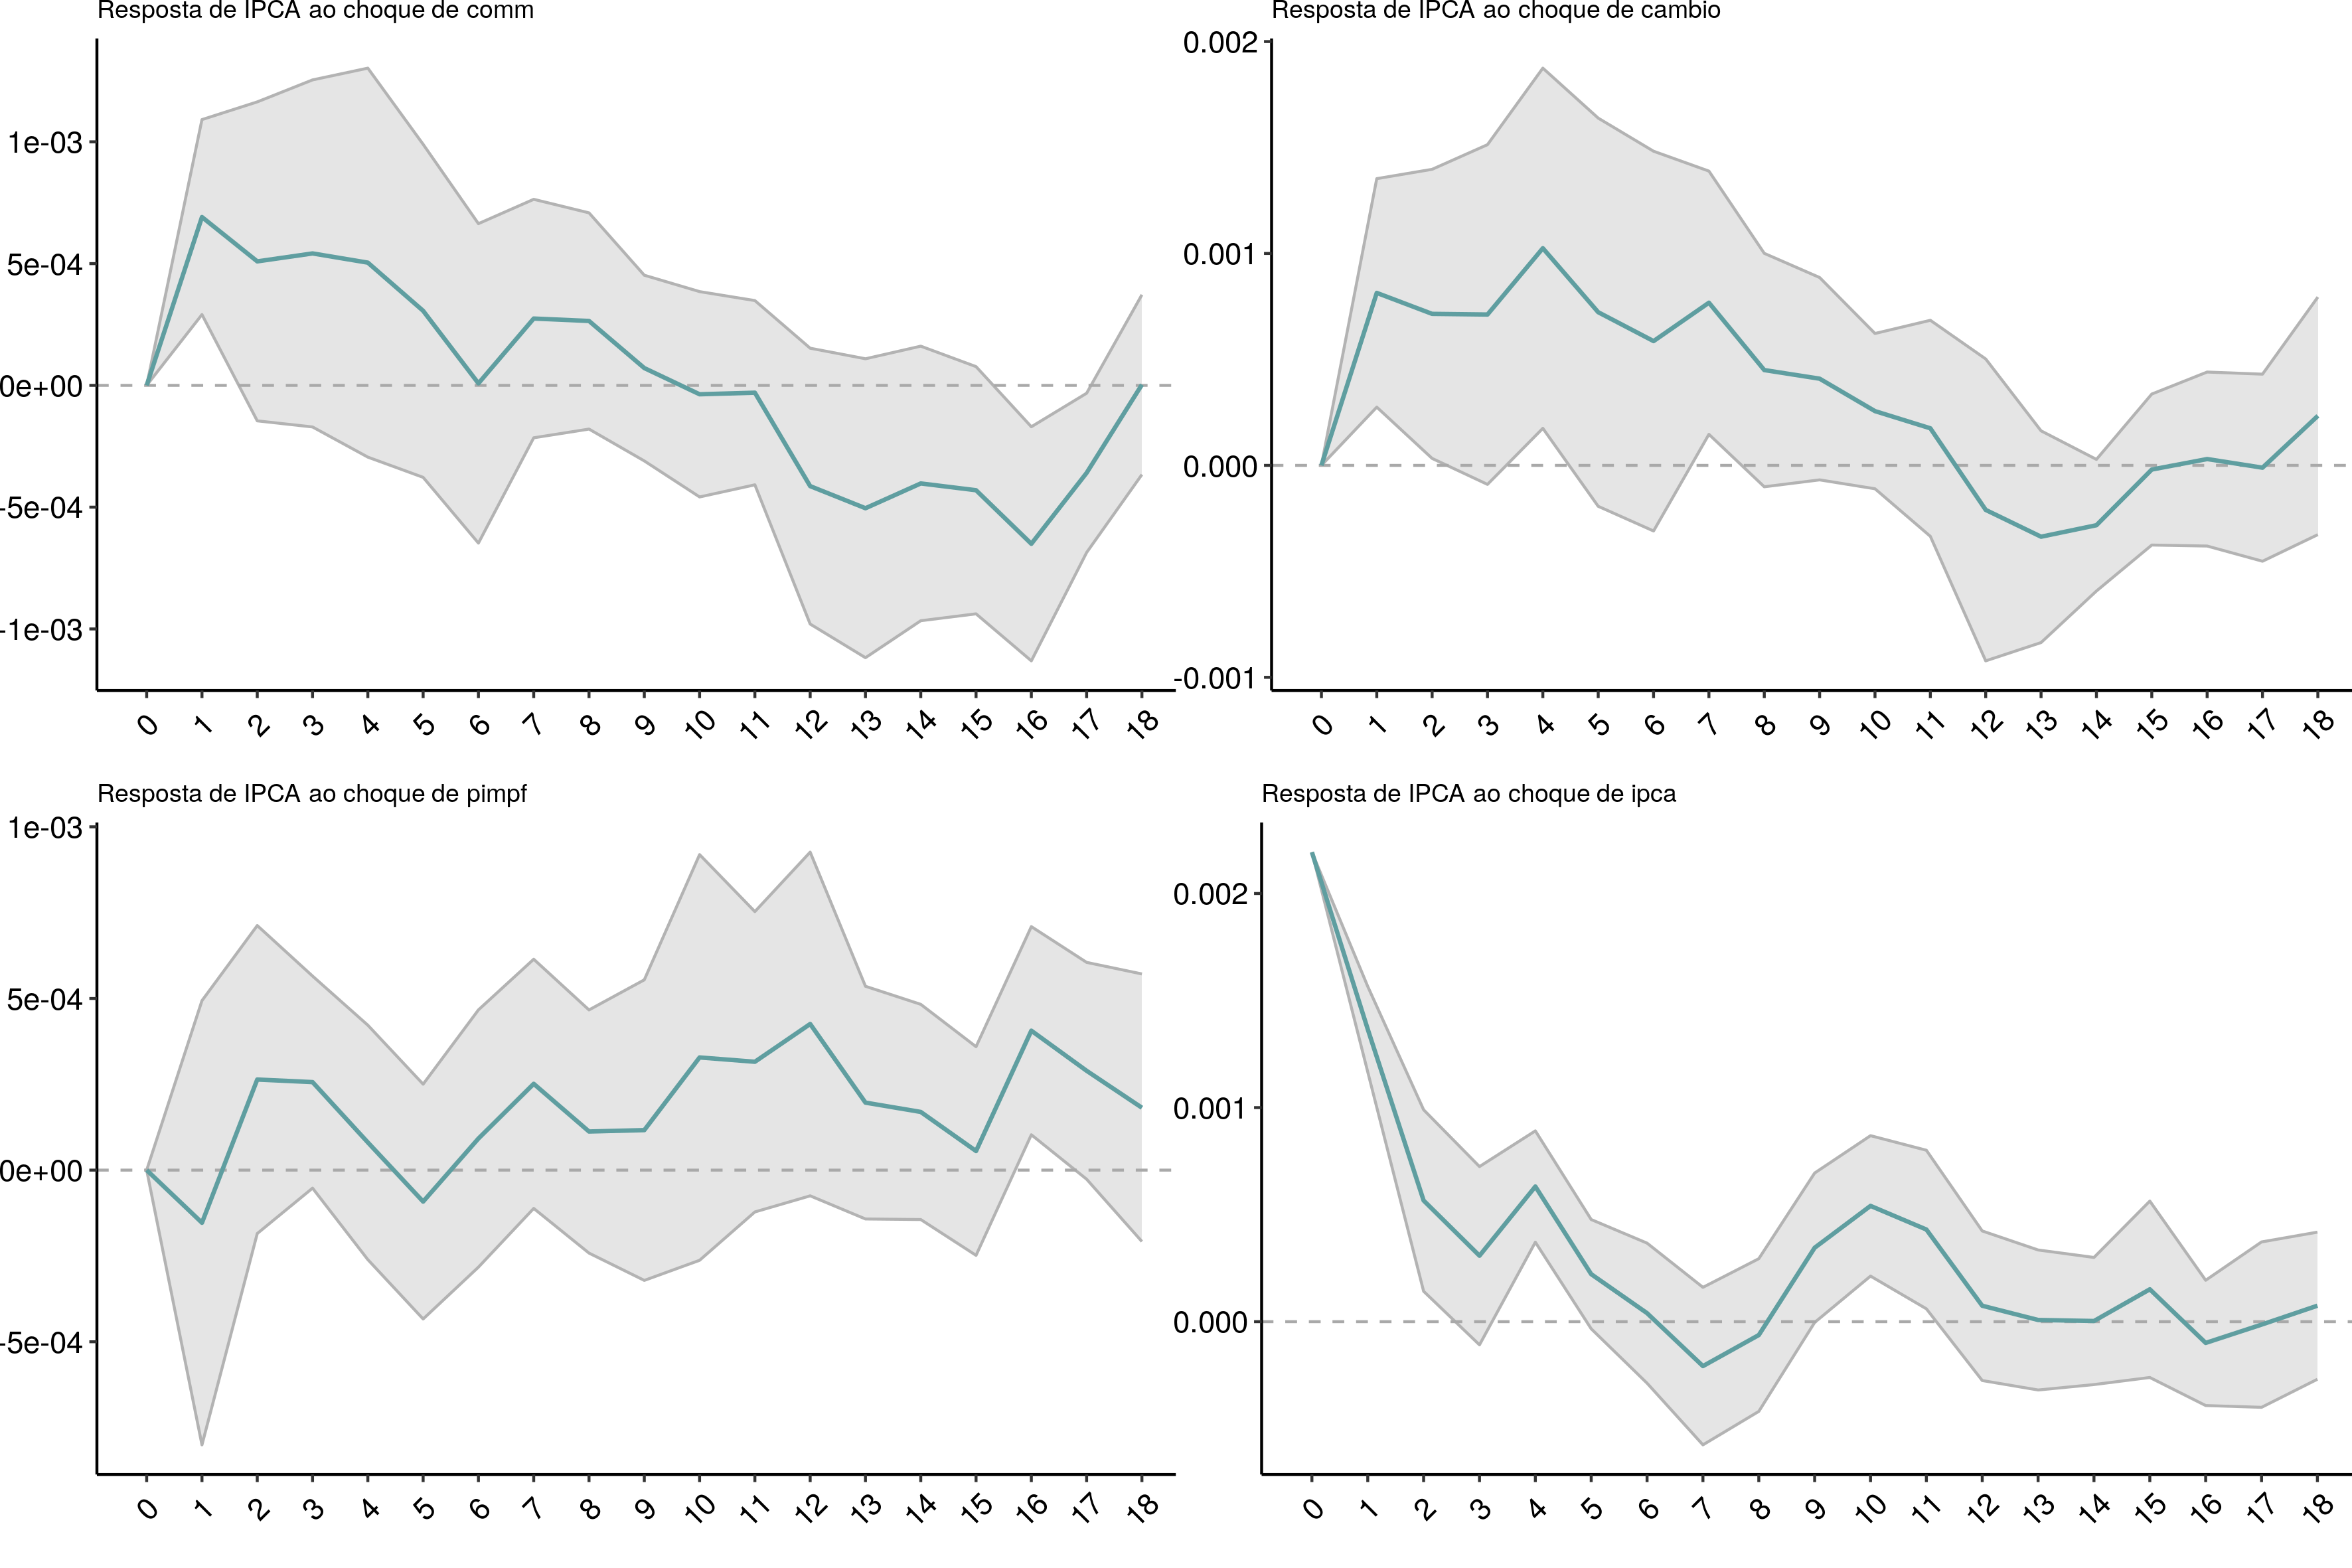 Resposta de IPCA ao choque de comm
1e-03
5e-04
0e+00
-5e-04
-1e-03
0 1 2 3 4 5 6 7 8 9 10 11 12 13 14 15 16 17 18
Resposta de IPCA ao choque de cambio
0.002
0.001
0.000
-0.001
0 1 2 3 4 5 6 7 8 9 10 11 12 13 14 15 16 17 18
Resposta de IPCA ao choque de pimpf
1e-03
5e-04
0e+00
-5e-04
0 1 2 3 4 5 6 7 8 9 10 11 12 13 14 15 16 17 18
Resposta de IPCA ao choque de ipca
0.002
0.001
0.000
0 1 2 3 4 5 6 7 8 9 10 11 12 13 14 15 16 17 18